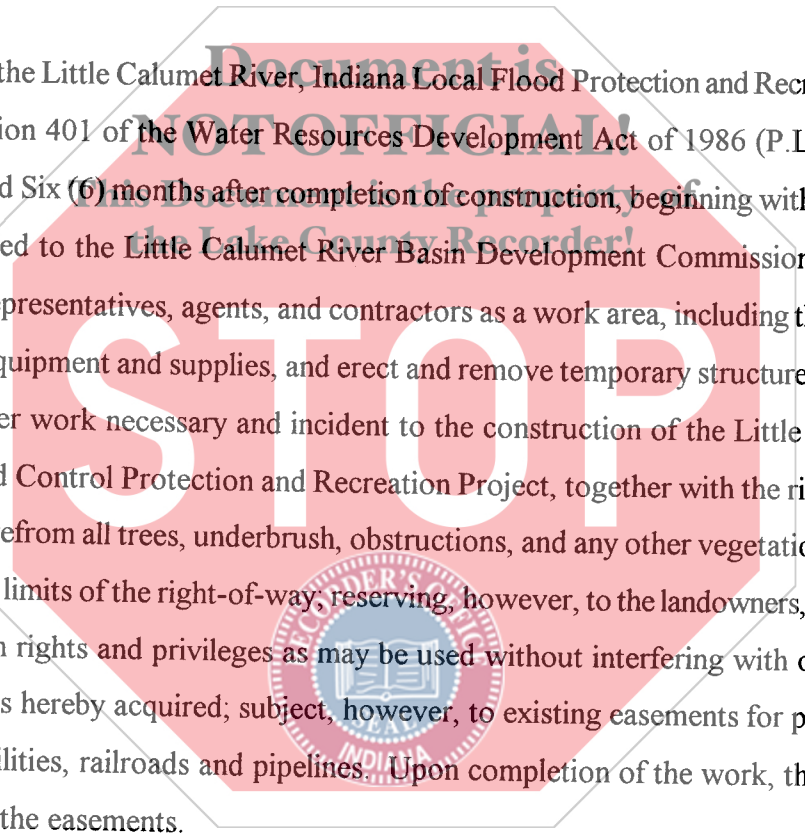 Document is
the Little Calumet River, Indiana Local Flood Protection and Recr
NOT OFFICIAL!
ion 401 of the Water Resources Development Act of 1986 (P.L
This Document is the property of
d Six (6) months after completion of construction, beginning with
the Lake County Recorder!
ed to the Little Calumet River Basin Development Commission
presentatives, agents, and contractors as a work area, including th
quipment and supplies, and erect and remove temporary structure
er work necessary and incident to the construction of the Little
STOP
d Control Protection and Recreation Project, together with the ri
efrom all trees, underbrush, obstructions, and any other vegetatio
limits of the right-of-way; reserving, however, to the landowners,
RECORDER'S OFFICE
n rights and privileges as may be used without interfering with o
s hereby acquired; subject, however, to existing easements for p
SEAL
INDIANA
ilities, railroads and pipelines. Upon completion of the work, th
the easements.